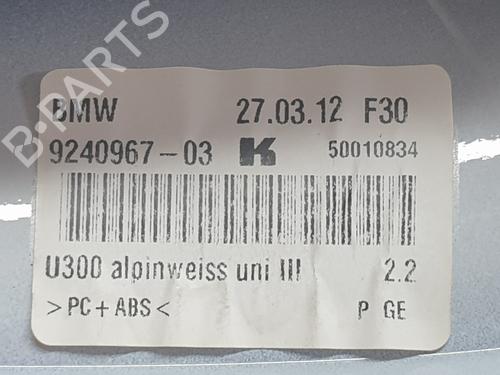 B-PARTS
BMW 27.03.12 F30
9240967-03 K 50010834
U300 alpinweiss uni III 2.2
>PC+ABS< P GE